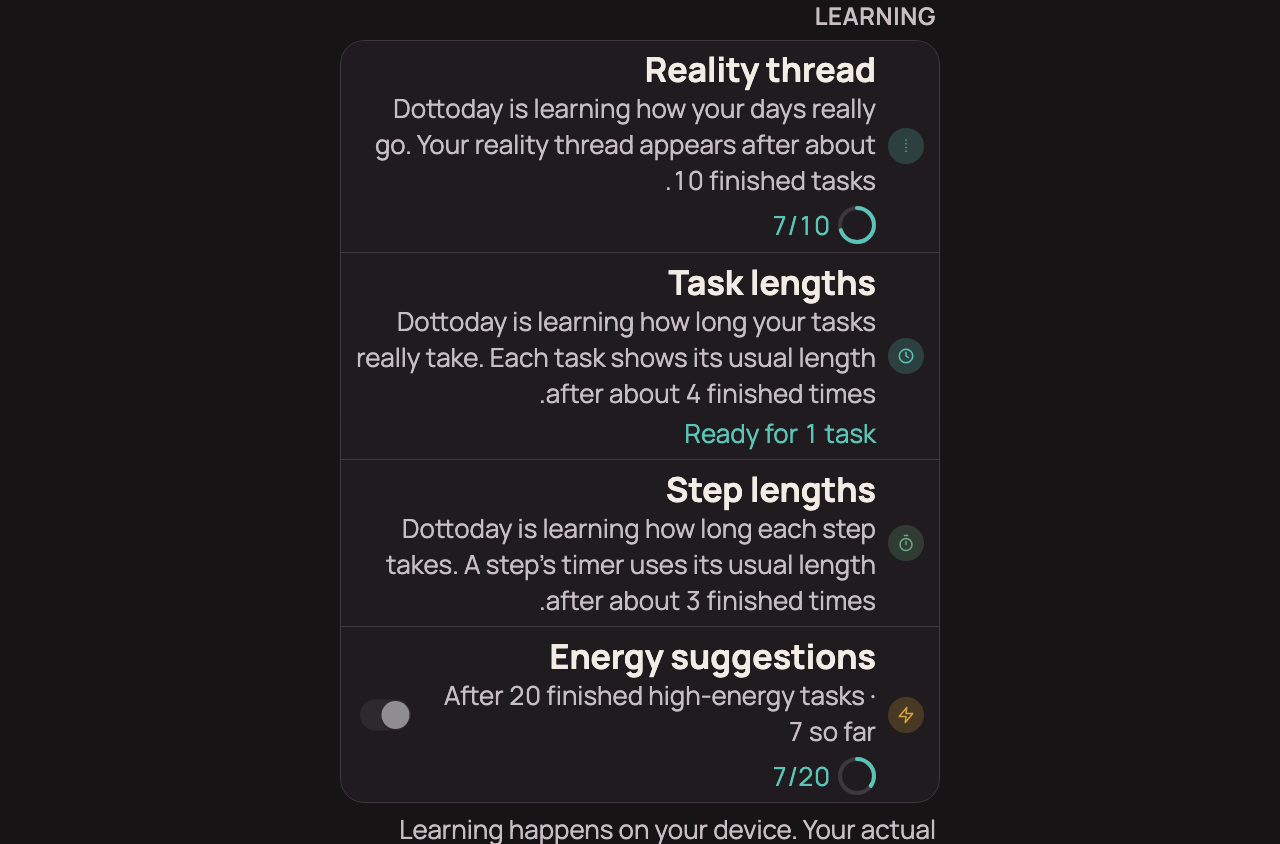 LEARNING
Reality thread
Dottoday is learning how your days really
go. Your reality thread appears after about
.10 finished tasks
7/10
Task lengths
Dottoday is learning how long your tasks
really take. Each task shows its usual length
.after about 4 finished times
Ready for 1 task
Step lengths
Dottoday is learning how long each step
takes. A step’s timer uses its usual length
.after about 3 finished times
Energy suggestions
After 20 finished high-energy tasks ·
7 so far
7/20
Learning happens on your device. Your actual